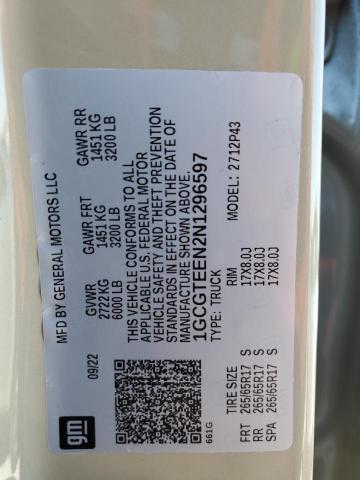 MFD BY GENERAL MOTORS LLC
09/22
GVWR GAWR FRT GAWR RR
2722 KG 1451 KG 1451 KG
6000 LB 3200 LB 3200 LB
THIS VEHICLE CONFORMS TO ALL
APPLICABLE U.S. FEDERAL MOTOR
VEHICLE SAFETY AND THEFT PREVENTION
STANDARDS IN EFFECT ON THE DATE OF
MANUFACTURE SHOWN ABOVE.
1GCGTEEN2N1296597
TYPE: TRUCK MODEL: 2712P43
gm
661G
TIRE SIZE RIM
FRT 265/65R17 S 17X8.0J
RR 265/65R17 S 17X8.0J
SPA 265/65R17 S 17X8.0J